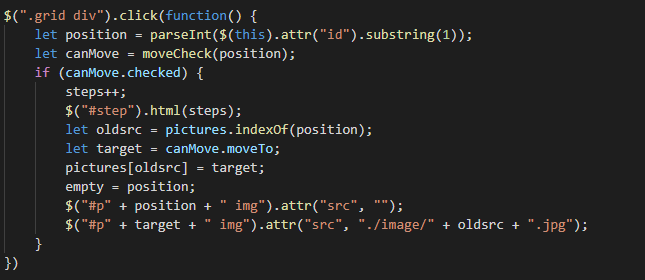 $(".grid div").click(function() {
    let position = parseInt($(this).attr("id").substring(1));
    let canMove = moveCheck(position);
    if (canMove.checked) {
        steps++;
        $("#step").html(steps);
        let oldsrc = pictures.indexOf(position);
        let target = canMove.moveTo;
        pictures[oldsrc] = target;
        empty = position;
        $("#p" + position + " img").attr("src", "");
        $("#p" + target + " img").attr("src", "./image/" + oldsrc + ".jpg");
    }
})